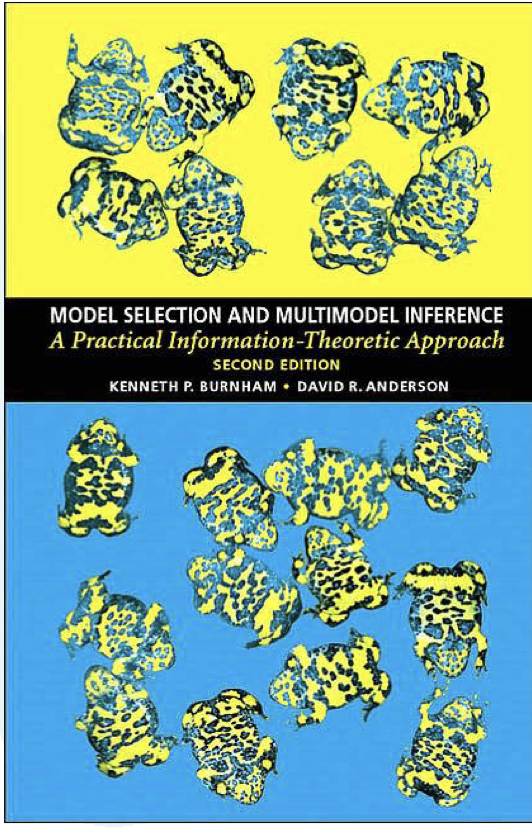 MODEL SELECTION AND MULTIMODEL INFERENCE
A Practical Information-Theoretic Approach
SECOND EDITION
KENNETH P. BURNHAM • DAVID R. ANDERSON